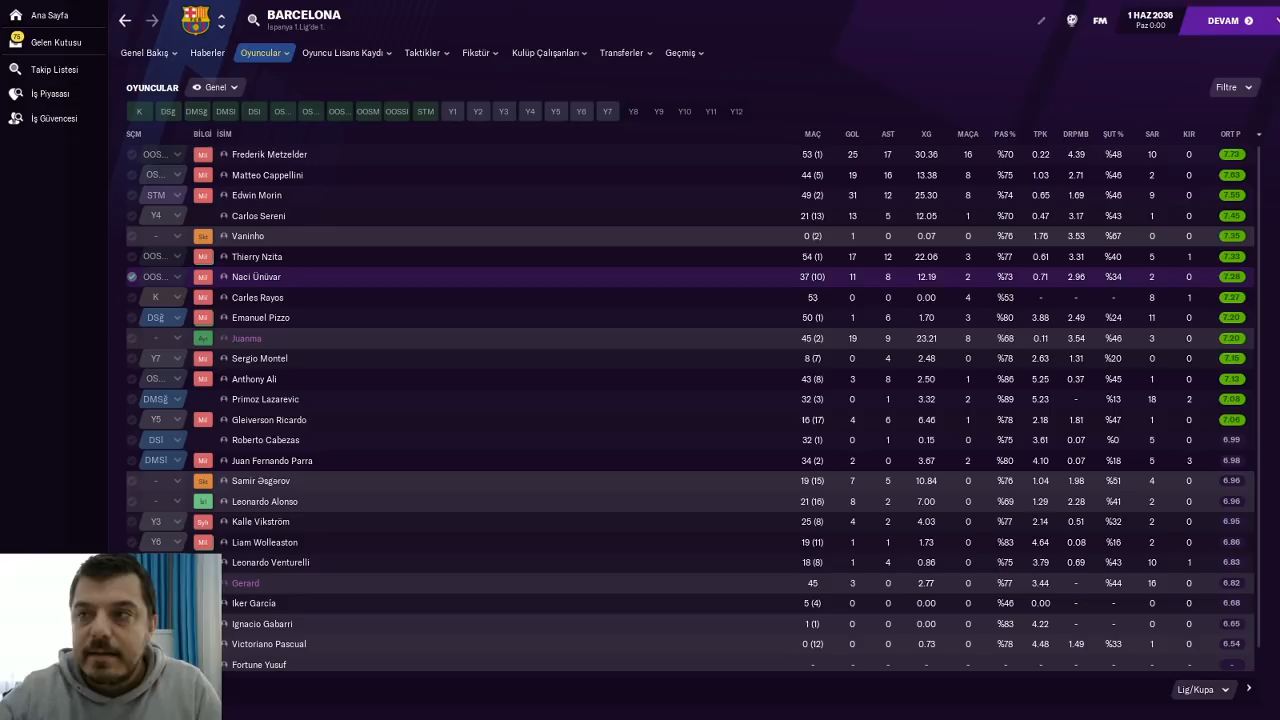 Ana Sayfa
75
Gelen Kutusu
Takip Listesi
İş Piyasası
İş Güvencesi
BARCELONA
İspanya 1.Lig'de 1.
FM
1 HAZ 2036
Paz 0:00
DEVAM
Genel Bakış Haberler Oyuncular Oyuncu Lisans Kaydı Taktikler Fikstür Kulüp Çalışanları Transferler Geçmiş
OYUNCULAR Genel Filtre
K DSğ DMSğ DMSl DSl OS... OS... OOS... OOSM OOSSl STM Y1 Y2 Y3 Y4 Y5 Y6 Y7 Y8 Y9 Y10 Y11 Y12
SÇM BİLGİ İSİM MAÇ GOL AST XG MAÇA PAS % TPK DRPMB ŞUT % SAR KIR ORT P
OOS... Mil Frederik Metzelder 53 (1) 25 17 30.36 16 %70 0.22 4.39 %48 10 0 7.73
OS... Mil Matteo Cappellini 44 (5) 19 16 13.38 8 %75 1.03 2.71 %46 2 0 7.63
STM Mil Edwin Morin 49 (2) 31 12 25.30 8 %74 0.65 1.69 %46 9 0 7.55
Y4 Carlos Sereni 21 (13) 13 5 12.05 1 %70 0.47 3.17 %43 1 0 7.45
- Skt Vaninho 0 (2) 1 0 0.07 0 %76 1.76 3.53 %67 0 0 7.35
OOS... Mil Thierry Nzita 54 (1) 17 12 22.06 3 %77 0.61 3.31 %40 5 1 7.33
OOS... Mil Naci Ünüvar 37 (10) 11 8 12.19 2 %73 0.71 2.96 %34 2 0 7.28
K Mil Carles Rayos 53 0 0 0.00 4 %53 - - - 8 1 7.27
DSğ Mil Emanuel Pizzo 50 (1) 1 6 1.70 3 %80 3.88 2.49 %24 11 0 7.20
- Ayr Juanma 45 (2) 19 9 23.21 8 %68 0.11 3.54 %46 3 0 7.20
Y7 Mil Sergio Montel 8 (7) 0 4 2.48 0 %78 2.63 1.31 %20 0 0 7.15
OS... Mil Anthony Ali 43 (8) 3 8 2.50 1 %86 5.25 0.37 %45 1 0 7.13
DMSğ Primoz Lazarevic 32 (3) 0 1 3.32 2 %89 5.23 - %13 18 2 7.08
Y5 Mil Gleiverson Ricardo 16 (17) 4 6 6.46 1 %78 2.18 1.81 %47 1 0 7.06
DSl Roberto Cabezas 32 (1) 0 1 0.15 0 %75 3.61 0.07 %0 5 0 6.99
DMSl Mil Juan Fernando Parra 34 (2) 2 0 3.67 2 %80 4.10 0.07 %18 5 3 6.98
- Skt Samir Əsgərov 19 (15) 7 5 10.84 0 %76 1.04 1.98 %51 4 0 6.96
- İzl Leonardo Alonso 21 (16) 8 2 7.00 0 %69 1.29 2.28 %41 2 0 6.96
Y3 Syh Kalle Vikström 25 (8) 4 2 4.03 0 %77 2.14 0.51 %32 2 0 6.95
Y6 Mil Liam Wolleaston 19 (11) 1 1 1.73 0 %83 4.64 0.08 %16 2 0 6.86
Leonardo Venturelli 18 (8) 1 4 0.86 0 %75 3.79 0.69 %43 10 1 6.83
Gerard 45 3 0 2.77 1 %77 3.44 - %44 16 0 6.82
Iker García 5 (4) 0 0 0.00 0 %46 0.00 - - 0 0 6.68
Ignacio Gabarri 1 (1) 0 0 0.00 0 %83 4.22 - - 0 0 6.65
Victoriano Pascual 0 (12) 0 0 0.73 0 %78 4.48 1.49 %33 1 0 6.54
Fortune Yusuf - - - - - - - - - - - -
Lig/Kupa